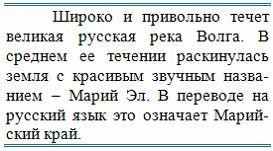 Широко и привольно течет
великая русская река Волга. В
среднем ее течении раскинулась
земля с красивым звучным назва-
нием – Марий Эл. В переводе на
русский язык это означает Марий-
ский край.